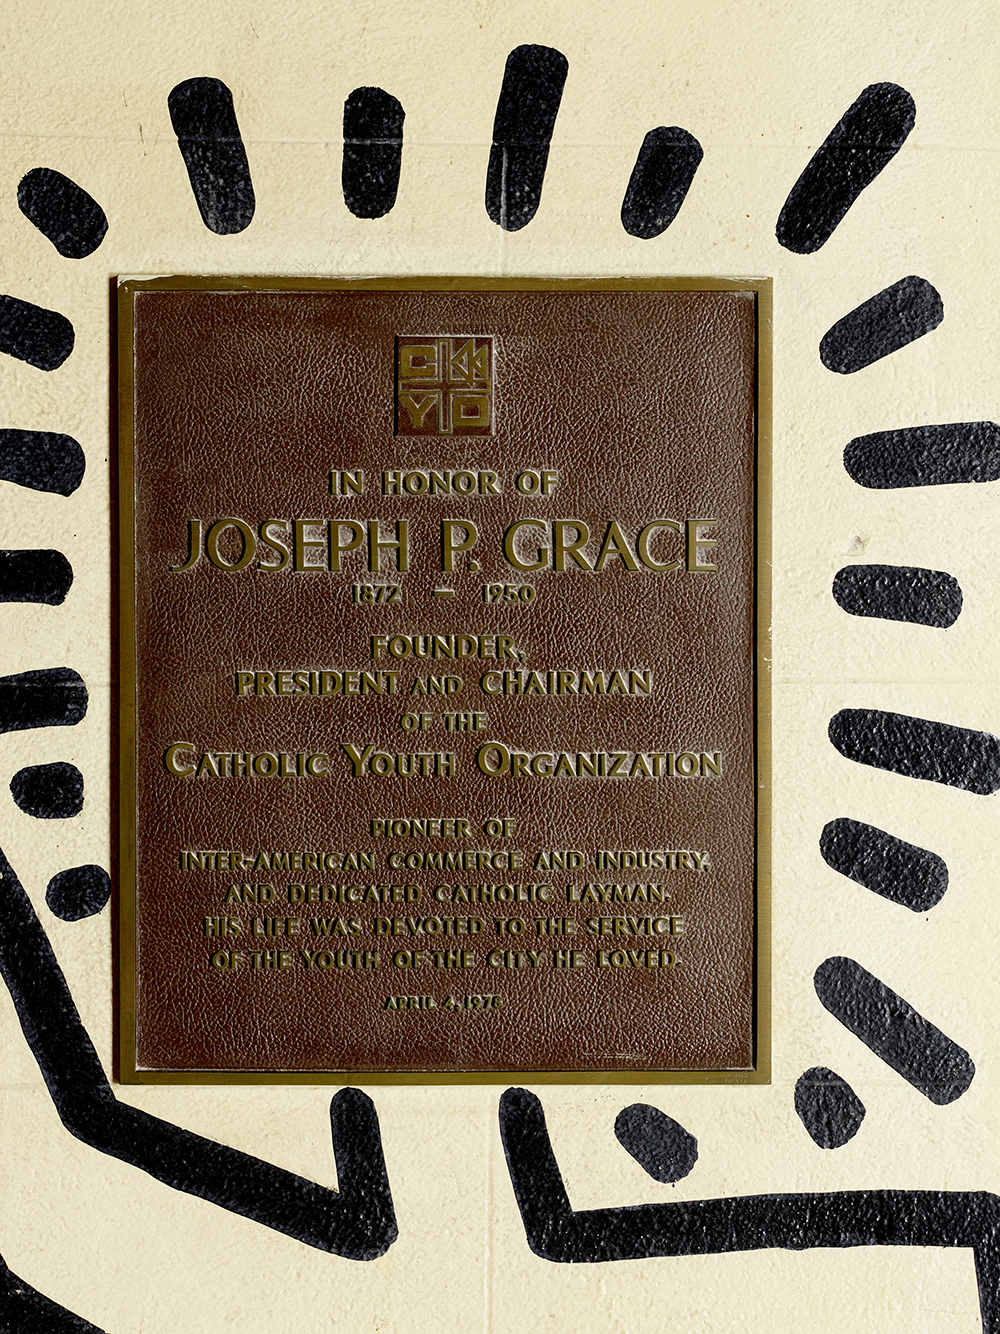 C
YO
IN HONOR OF
JOSEPH P. GRACE
1872 – 1950
FOUNDER,
PRESIDENT AND CHAIRMAN
OF THE
CATHOLIC YOUTH ORGANIZATION
PIONEER OF
INTER-AMERICAN COMMERCE AND INDUSTRY,
AND DEDICATED CATHOLIC LAYMAN.
HIS LIFE WAS DEVOTED TO THE SERVICE
OF THE YOUTH OF THE CITY HE LOVED.
APRIL 4, 1978